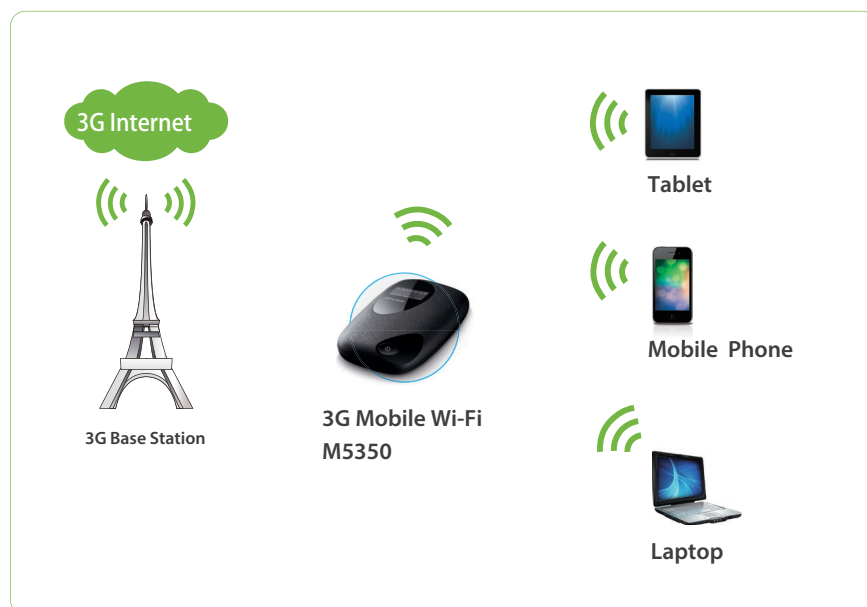 3G Internet
3G Base Station
3G Mobile Wi-Fi
M5350
Tablet
Mobile Phone
Laptop